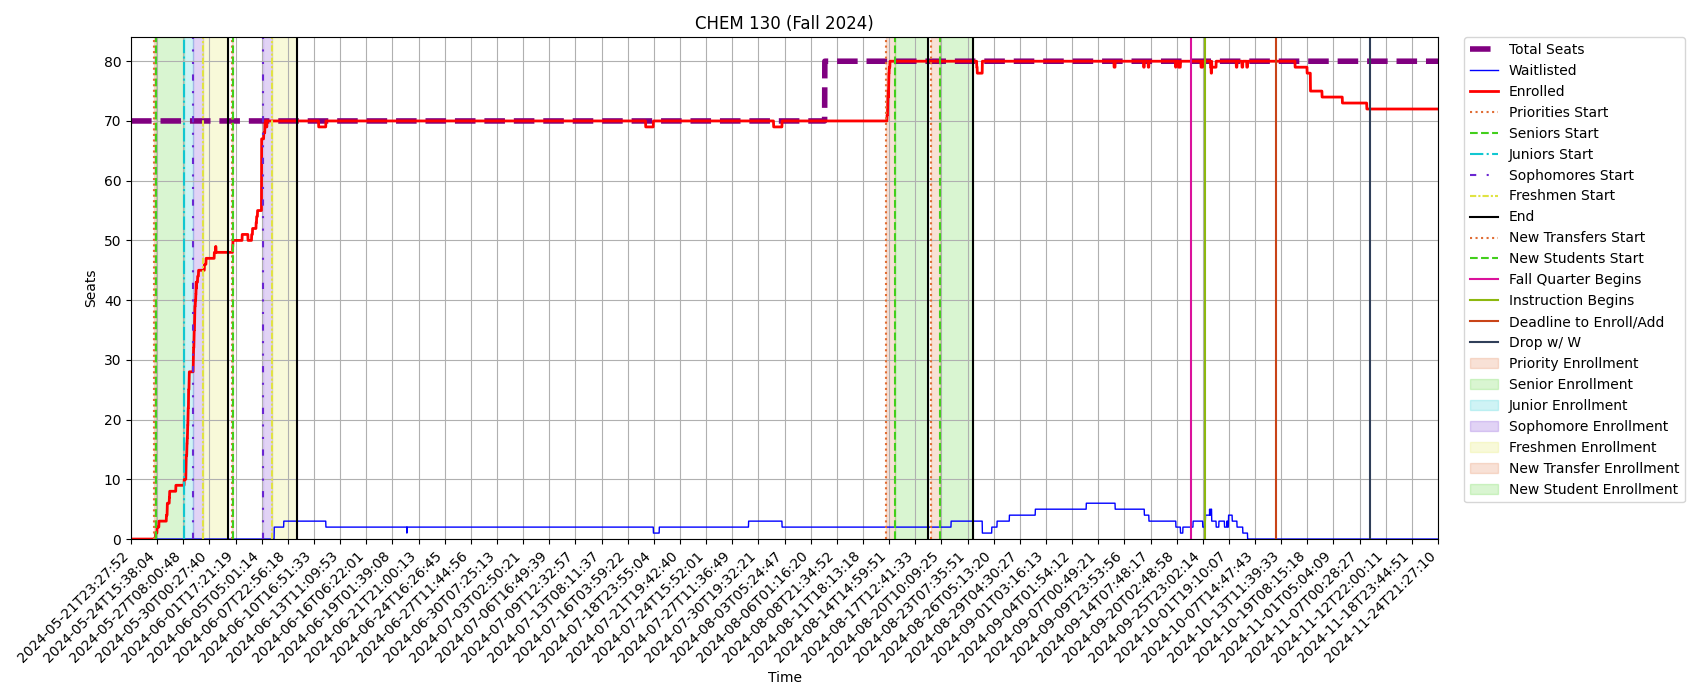 CHEM 130 (Fall 2024)
Seats
80
70
60
50
40
30
20
10
0
2024-05-21T23:27:52
2024-05-24T15:38:04
2024-05-27T08:00:48
2024-05-30T00:27:40
2024-06-01T17:21:19
2024-06-05T05:01:14
2024-06-07T22:56:18
2024-06-10T16:51:33
2024-06-13T11:09:53
2024-06-16T06:22:01
2024-06-19T01:39:08
2024-06-21T21:00:13
2024-06-24T16:26:45
2024-06-27T11:44:56
2024-06-30T07:25:13
2024-07-03T02:50:21
2024-07-06T16:49:39
2024-07-09T12:32:57
2024-07-13T08:11:37
2024-07-16T03:59:22
2024-07-18T23:55:04
2024-07-21T19:42:40
2024-07-24T15:52:01
2024-07-27T11:36:49
2024-07-30T19:32:21
2024-08-03T05:24:47
2024-08-06T01:16:20
2024-08-08T21:34:52
2024-08-11T18:13:18
2024-08-14T14:59:51
2024-08-17T12:41:33
2024-08-20T10:09:25
2024-08-23T07:35:51
2024-08-26T05:13:20
2024-08-29T04:30:27
2024-09-01T03:16:13
2024-09-04T01:54:12
2024-09-07T00:49:21
2024-09-09T23:53:56
2024-09-14T07:48:17
2024-09-20T02:48:58
2024-09-25T23:02:14
2024-10-01T19:10:07
2024-10-07T14:47:43
2024-10-13T11:39:33
2024-10-19T08:15:18
2024-11-01T05:04:09
2024-11-07T00:28:27
2024-11-12T22:00:11
2024-11-18T23:44:51
2024-11-24T21:27:10
Time
Total Seats
Waitlisted
Enrolled
Priorities Start
Seniors Start
Juniors Start
Sophomores Start
Freshmen Start
End
New Transfers Start
New Students Start
Fall Quarter Begins
Instruction Begins
Deadline to Enroll/Add
Drop w/ W
Priority Enrollment
Senior Enrollment
Junior Enrollment
Sophomore Enrollment
Freshmen Enrollment
New Transfer Enrollment
New Student Enrollment